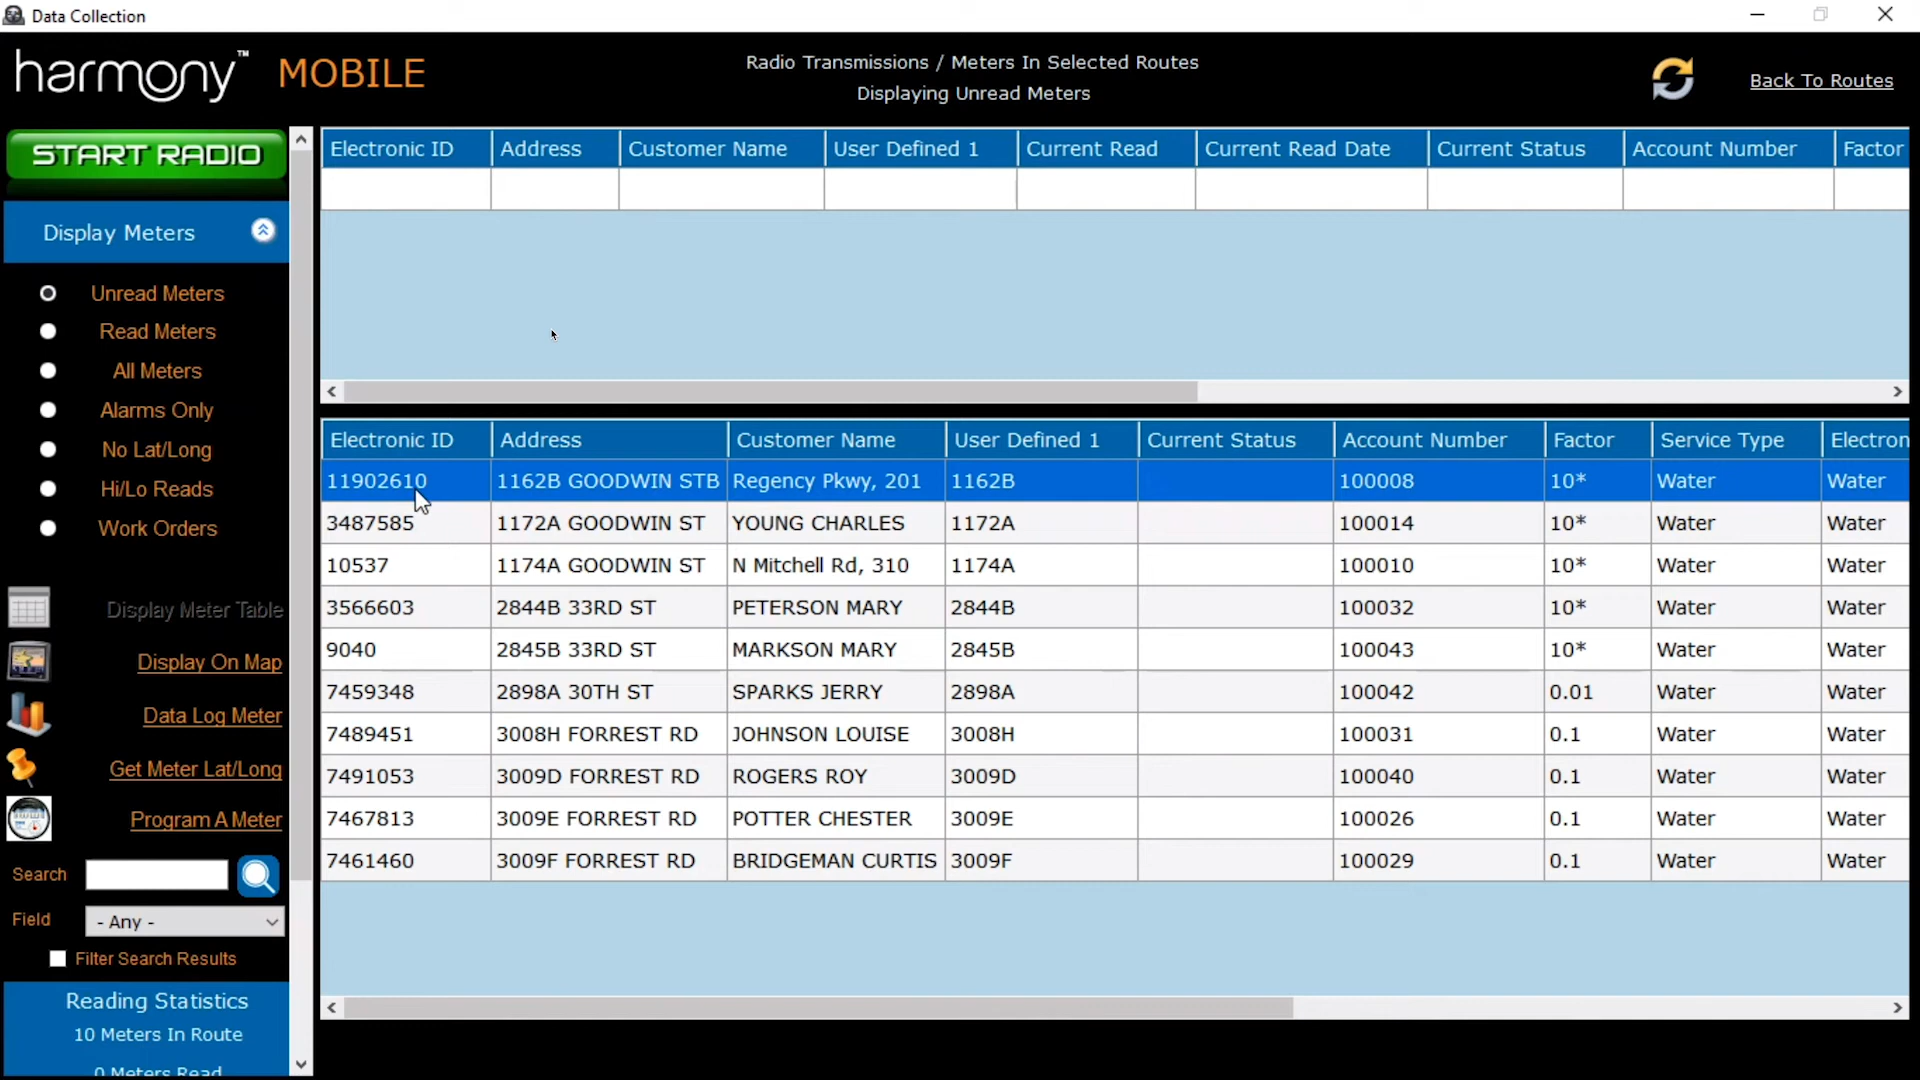 Data Collection
harmony™ MOBILE
Radio Transmissions / Meters In Selected Routes
Displaying Unread Meters
Back To Routes
START RADIO
Display Meters
Unread Meters
Read Meters
All Meters
Alarms Only
No Lat/Long
Hi/Lo Reads
Work Orders
Display Meter Table
Display On Map
Data Log Meter
Get Meter Lat/Long
Program A Meter
Search
Field - Any -
Filter Search Results
Reading Statistics
10 Meters In Route
0 Meters Read
Electronic ID Address Customer Name User Defined 1 Current Read Current Read Date Current Status Account Number Factor
Electronic ID Address Customer Name User Defined 1 Current Status Account Number Factor Service Type Electron
11902610 1162B GOODWIN STB Regency Pkwy, 201 1162B 100008 10* Water Water
3487585 1172A GOODWIN ST YOUNG CHARLES 1172A 100014 10* Water Water
10537 1174A GOODWIN ST N Mitchell Rd, 310 1174A 100010 10* Water Water
3566603 2844B 33RD ST PETERSON MARY 2844B 100032 10* Water Water
9040 2845B 33RD ST MARKSON MARY 2845B 100043 10* Water Water
7459348 2898A 30TH ST SPARKS JERRY 2898A 100042 0.01 Water Water
7489451 3008H FORREST RD JOHNSON LOUISE 3008H 100031 0.1 Water Water
7491053 3009D FORREST RD ROGERS ROY 3009D 100040 0.1 Water Water
7467813 3009E FORREST RD POTTER CHESTER 3009E 100026 0.1 Water Water
7461460 3009F FORREST RD BRIDGEMAN CURTIS 3009F 100029 0.1 Water Water